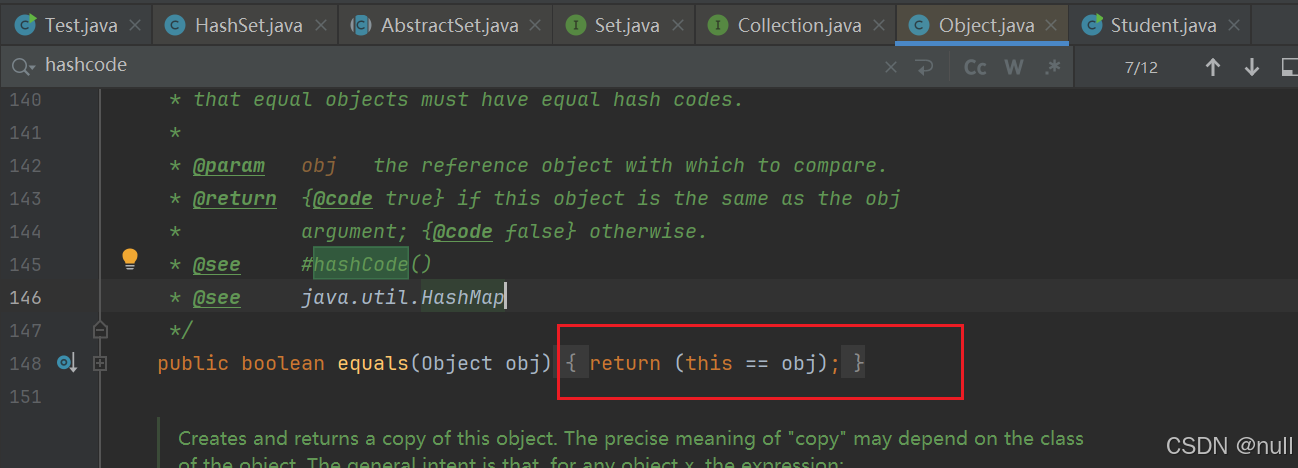 Test.java HashSet.java AbstractSet.java Set.java Collection.java Object.java Student.java
hashcode Cc W .* 7/12
140 * that equal objects must have equal hash codes.
141 *
142 * @param obj the reference object with which to compare.
143 * @return {@code true} if this object is the same as the obj
144 * argument; {@code false} otherwise.
145 * @see #hashCode()
146 * @see java.util.HashMap
147 */
148 public boolean equals(Object obj) { return (this == obj); }
151
Creates and returns a copy of this object. The precise meaning of "copy" may depend on the class
of the object. The general intent is that, for any object x, the expression:
CSDN @null